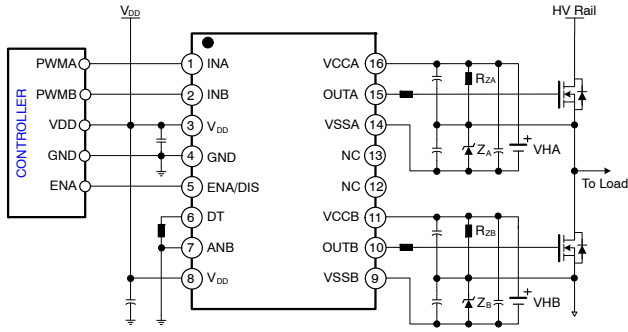 VDD
HV Rail
CONTROLLER
PWMA
PWMB
VDD
GND
ENA
1 INA
2 INB
3 VDD
4 GND
5 ENA/DIS
6 DT
7 ANB
8 VDD
VCCA 16
OUTA 15
VSSA 14
NC 13
NC 12
VCCB 11
OUTB 10
VSSB 9
RZA
ZA
+
VHA
To Load
RZB
ZB
+
VHB